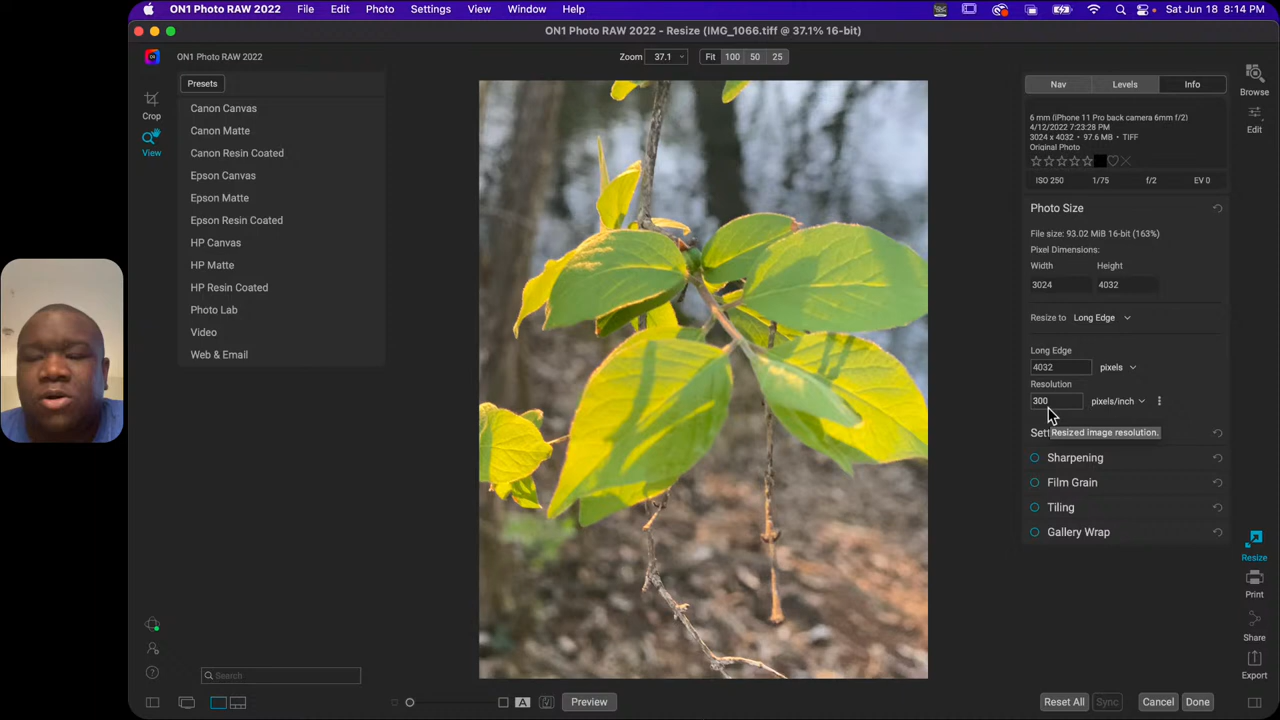 ON1 Photo RAW 2022 File Edit Photo Settings View Window Help Sat Jun 18 8:14 PM
ON1 Photo RAW 2022 - Resize (IMG_1066.tiff @ 37.1% 16-bit)
ON1 Photo RAW 2022
Zoom 37.1 Fit 100 50 25
Presets
Canon Canvas
Canon Matte
Canon Resin Coated
Epson Canvas
Epson Matte
Epson Resin Coated
HP Canvas
HP Matte
HP Resin Coated
Photo Lab
Video
Web & Email
Crop
View
Nav Levels Info
6 mm (iPhone 11 Pro back camera 6mm f/2)
4/12/2022 7:23:28 PM
3024 x 4032 • 97.6 MB • TIFF
Original Photo
ISO 250 1/75 f/2 EV 0
Photo Size
File size: 93.02 MiB 16-bit (163%)
Pixel Dimensions:
Width Height
3024 4032
Resize to Long Edge
Long Edge
4032 pixels
Resolution
300 pixels/inch
Resized image resolution.
Sharpening
Film Grain
Tiling
Gallery Wrap
Browse
Edit
Resize
Print
Share
Export
Search
A Preview Reset All Sync Cancel Done